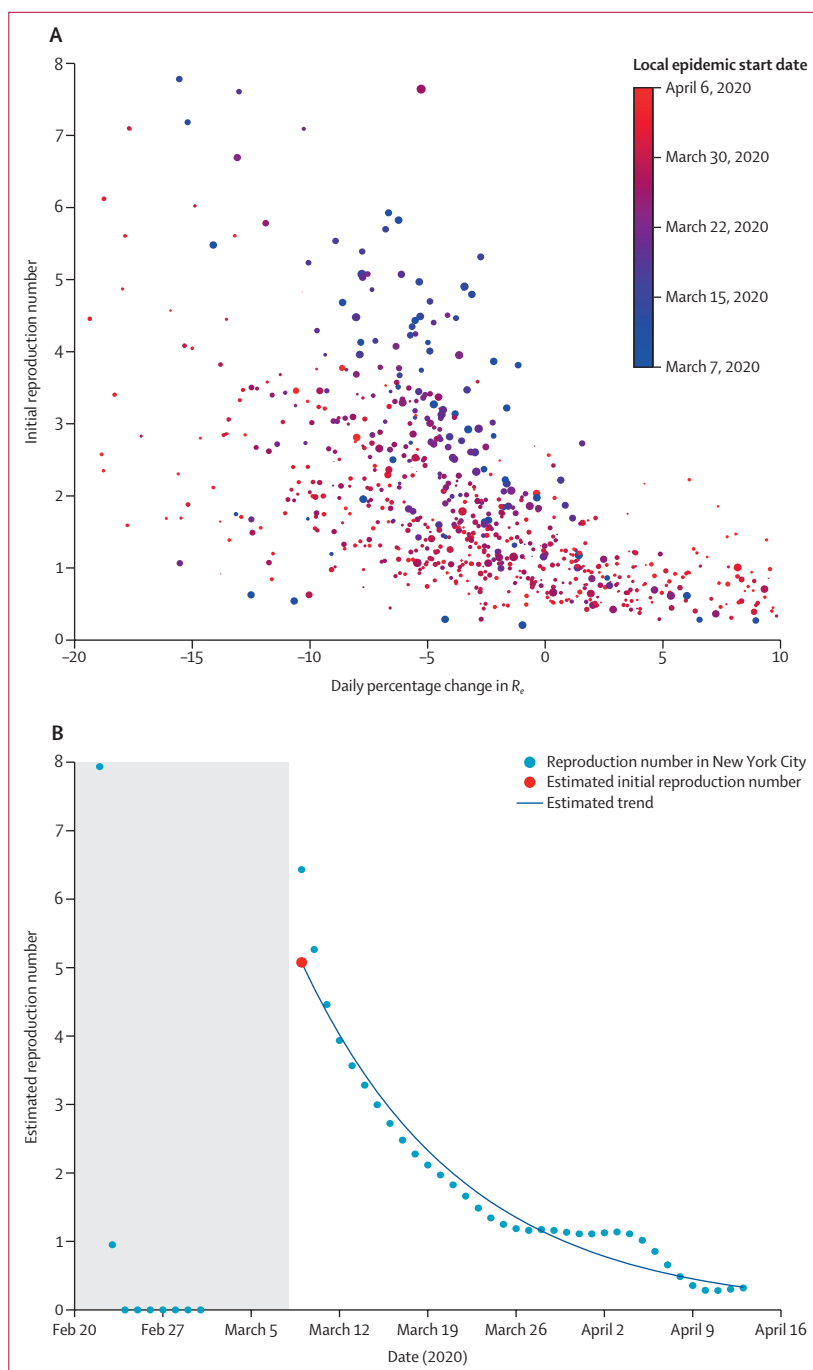 A
8
7
6
5
4
3
2
1
0
Initial reproduction number
−20
−15
−10
−5
0
5
10
Daily percentage change in Re
Local epidemic start date
April 6, 2020
March 30, 2020
March 22, 2020
March 15, 2020
March 7, 2020
B
8
7
6
5
4
3
2
1
0
Estimated reproduction number
Feb 20
Feb 27
March 5
March 12
March 19
March 26
April 2
April 9
April 16
Date (2020)
Reproduction number in New York City
Estimated initial reproduction number
Estimated trend